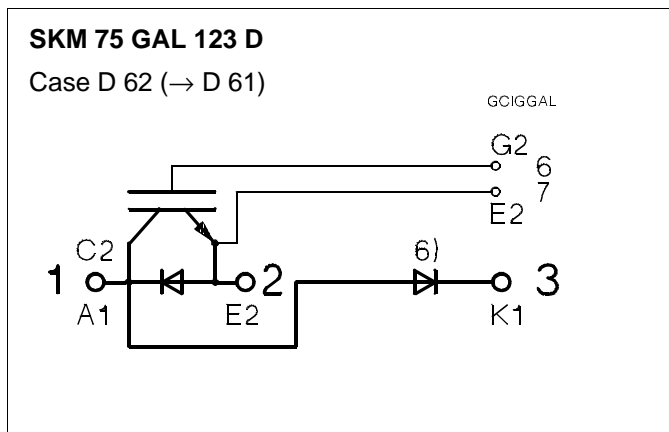 SKM 75 GAL 123 D
Case D 62 (→ D 61)
GCIGGAL
G2
6
7
E2
C2
6)
1
2
3
A1
E2
K1